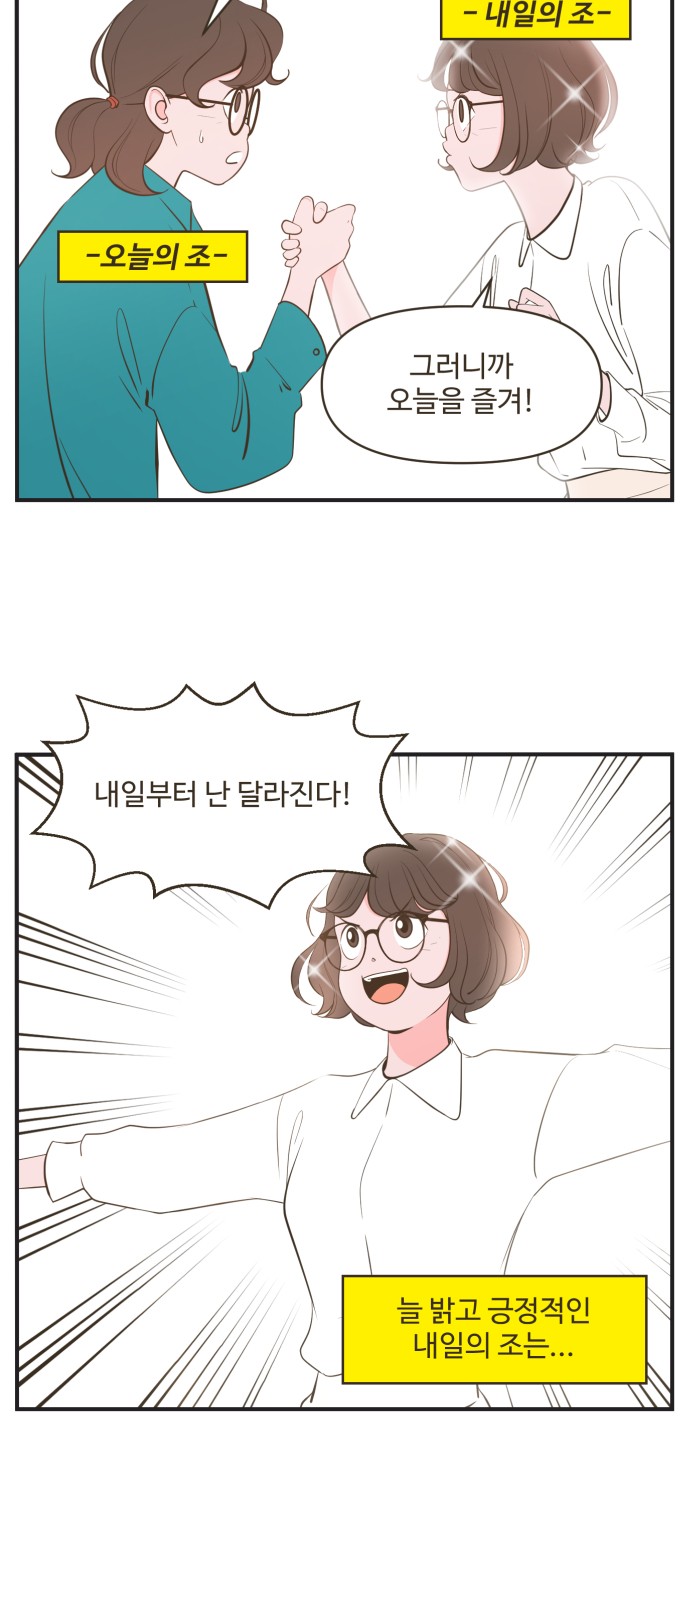 - 내일의 조-
-오늘의 조-
그러니까
오늘을 즐겨!
내일부터 난 달라진다!
늘 밝고 긍정적인
내일의 조는...